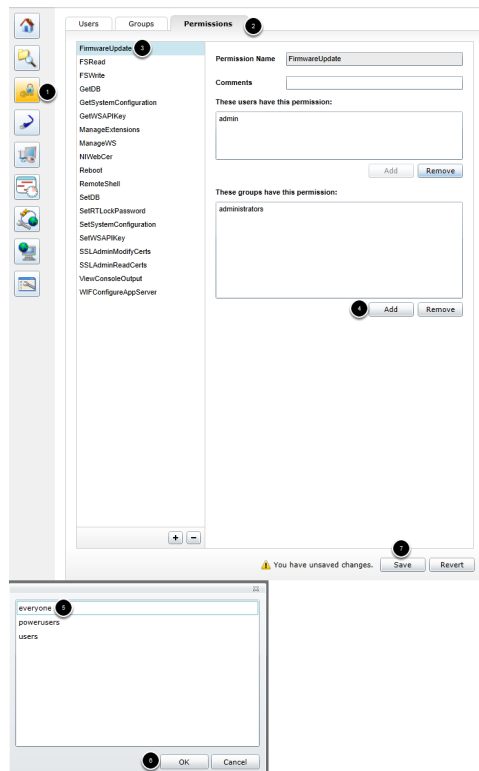 Users Groups Permissions 2
FirmwareUpdate 3
FSRead
FSWrite
GetDB
GetSystemConfiguration
GetWSAPIKey
ManageExtensions
ManageWS
NIWebCer
Reboot
RemoteShell
SetDB
SetRTLockPassword
SetSystemConfiguration
SetWSAPIKey
SSLAdminModifyCerts
SSLAdminReadCerts
ViewConsoleOutput
WIFConfigureAppServer
1
Permission Name FirmwareUpdate
Comments
These users have this permission:
admin
Add Remove
These groups have this permission:
administrators
4 Add Remove
+ −
7
You have unsaved changes. Save Revert
everyone 5
powerusers
users
6 OK Cancel